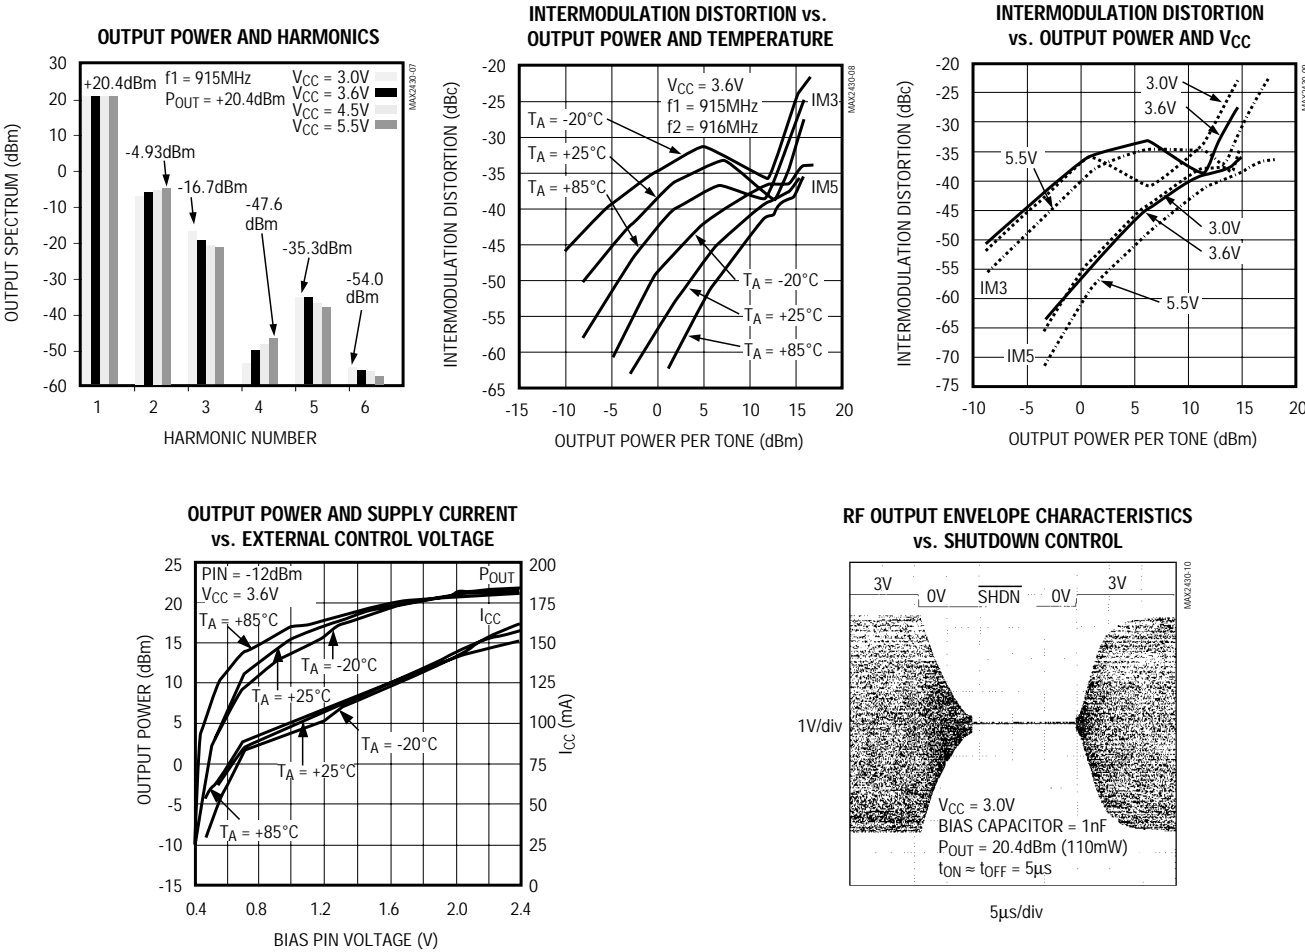 OUTPUT POWER AND HARMONICS
MAX2430-07
30
20
10
0
-10
-20
-30
-40
-50
-60
OUTPUT SPECTRUM (dBm)
+20.4dBm
f1 = 915MHz
POUT = +20.4dBm
VCC = 3.0V
VCC = 3.6V
VCC = 4.5V
VCC = 5.5V
-4.93dBm
-16.7dBm
-47.6
dBm
-35.3dBm
-54.0
dBm
1 2 3 4 5 6
HARMONIC NUMBER
INTERMODULATION DISTORTION vs.
OUTPUT POWER AND TEMPERATURE
MAX2430-08
-20
-25
-30
-35
-40
-45
-50
-55
-60
-65
INTERMODULATION DISTORTION (dBc)
VCC = 3.6V
f1 = 915MHz
f2 = 916MHz
IM3
TA = -20°C
TA = +25°C
TA = +85°C
IM5
TA = -20°C
TA = +25°C
TA = +85°C
-15 -10 -5 0 5 10 15 20
OUTPUT POWER PER TONE (dBm)
INTERMODULATION DISTORTION
vs. OUTPUT POWER AND VCC
-20
-25
-30
-35
-40
-45
-50
-55
-60
-65
-70
-75
INTERMODULATION DISTORTION (dBc)
3.0V
3.6V
5.5V
3.0V
3.6V
IM3
5.5V
IM5
-10 -5 0 5 10 15 20
OUTPUT POWER PER TONE (dBm)
OUTPUT POWER AND SUPPLY CURRENT
vs. EXTERNAL CONTROL VOLTAGE
25
20
15
10
5
0
-5
-10
-15
OUTPUT POWER (dBm)
PIN = -12dBm
VCC = 3.6V
TA = +85°C
POUT
ICC
TA = -20°C
TA = +25°C
TA = -20°C
TA = +25°C
TA = +85°C
200
175
150
125
100
75
50
25
0
ICC (mA)
0.4 0.8 1.2 1.6 2.0 2.4
BIAS PIN VOLTAGE (V)
RF OUTPUT ENVELOPE CHARACTERISTICS
vs. SHUTDOWN CONTROL
MAX2430-10
3V
0V
SHDN
0V
3V
1V/div
VCC = 3.0V
BIAS CAPACITOR = 1nF
POUT = 20.4dBm (110mW)
tON ≈ tOFF = 5µs
5µs/div